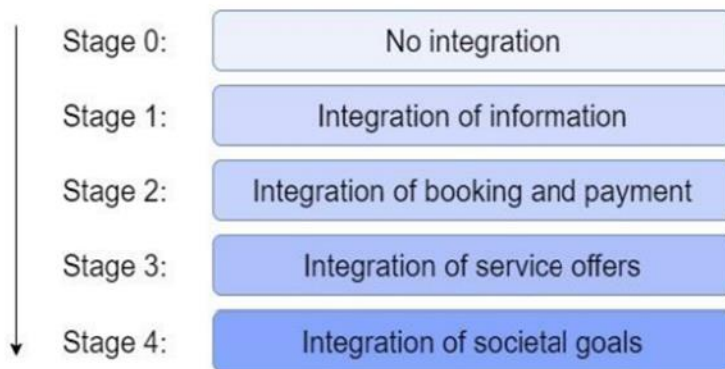 Stage 0: No integration
Stage 1: Integration of information
Stage 2: Integration of booking and payment
Stage 3: Integration of service offers
Stage 4: Integration of societal goals